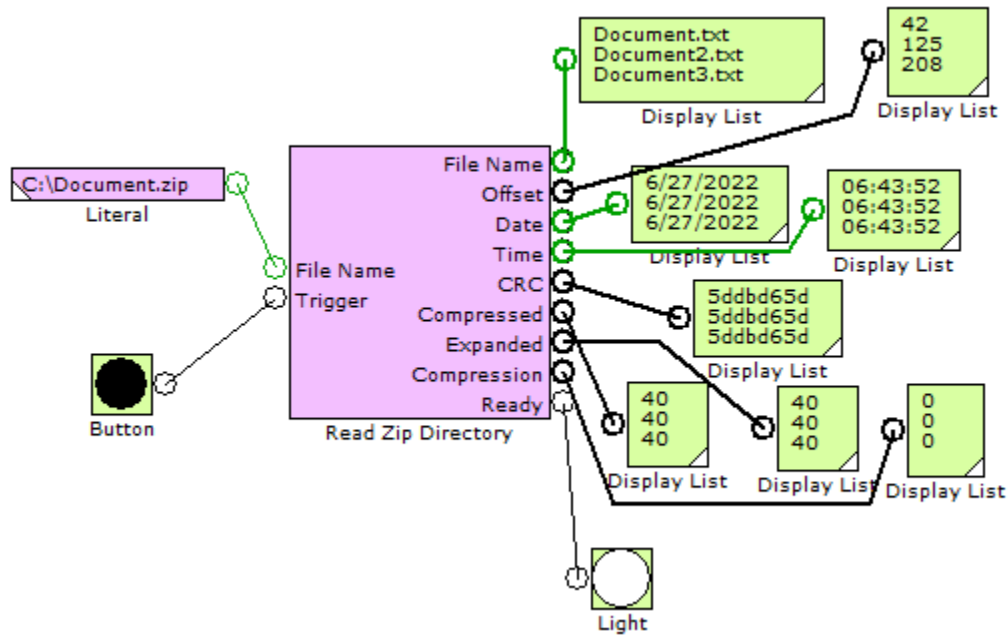 Document.txt
Document2.txt
Document3.txt
Display List
42
125
208
Display List
C:\Document.zip
Literal
File Name
Trigger
Button
File Name
Offset
Date
Time
CRC
Compressed
Expanded
Compression
Ready
Read Zip Directory
6/27/2022
6/27/2022
6/27/2022
Display List
06:43:52
06:43:52
06:43:52
Display List
5ddbd65d
5ddbd65d
5ddbd65d
Display List
40
40
40
Display List
40
40
40
Display List
0
0
0
Display List
Light